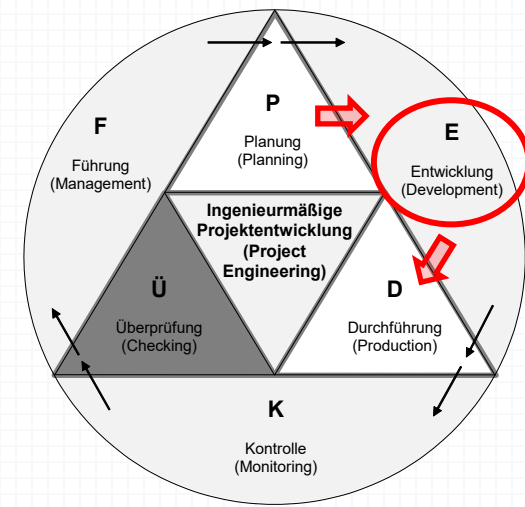 P
Planung
(Planning)
F
Führung
(Management)
E
Entwicklung
(Development)
Ingenieurmäßige
Projektentwicklung
(Project
Engineering)
Ü
Überprüfung
(Checking)
D
Durchführung
(Production)
K
Kontrolle
(Monitoring)